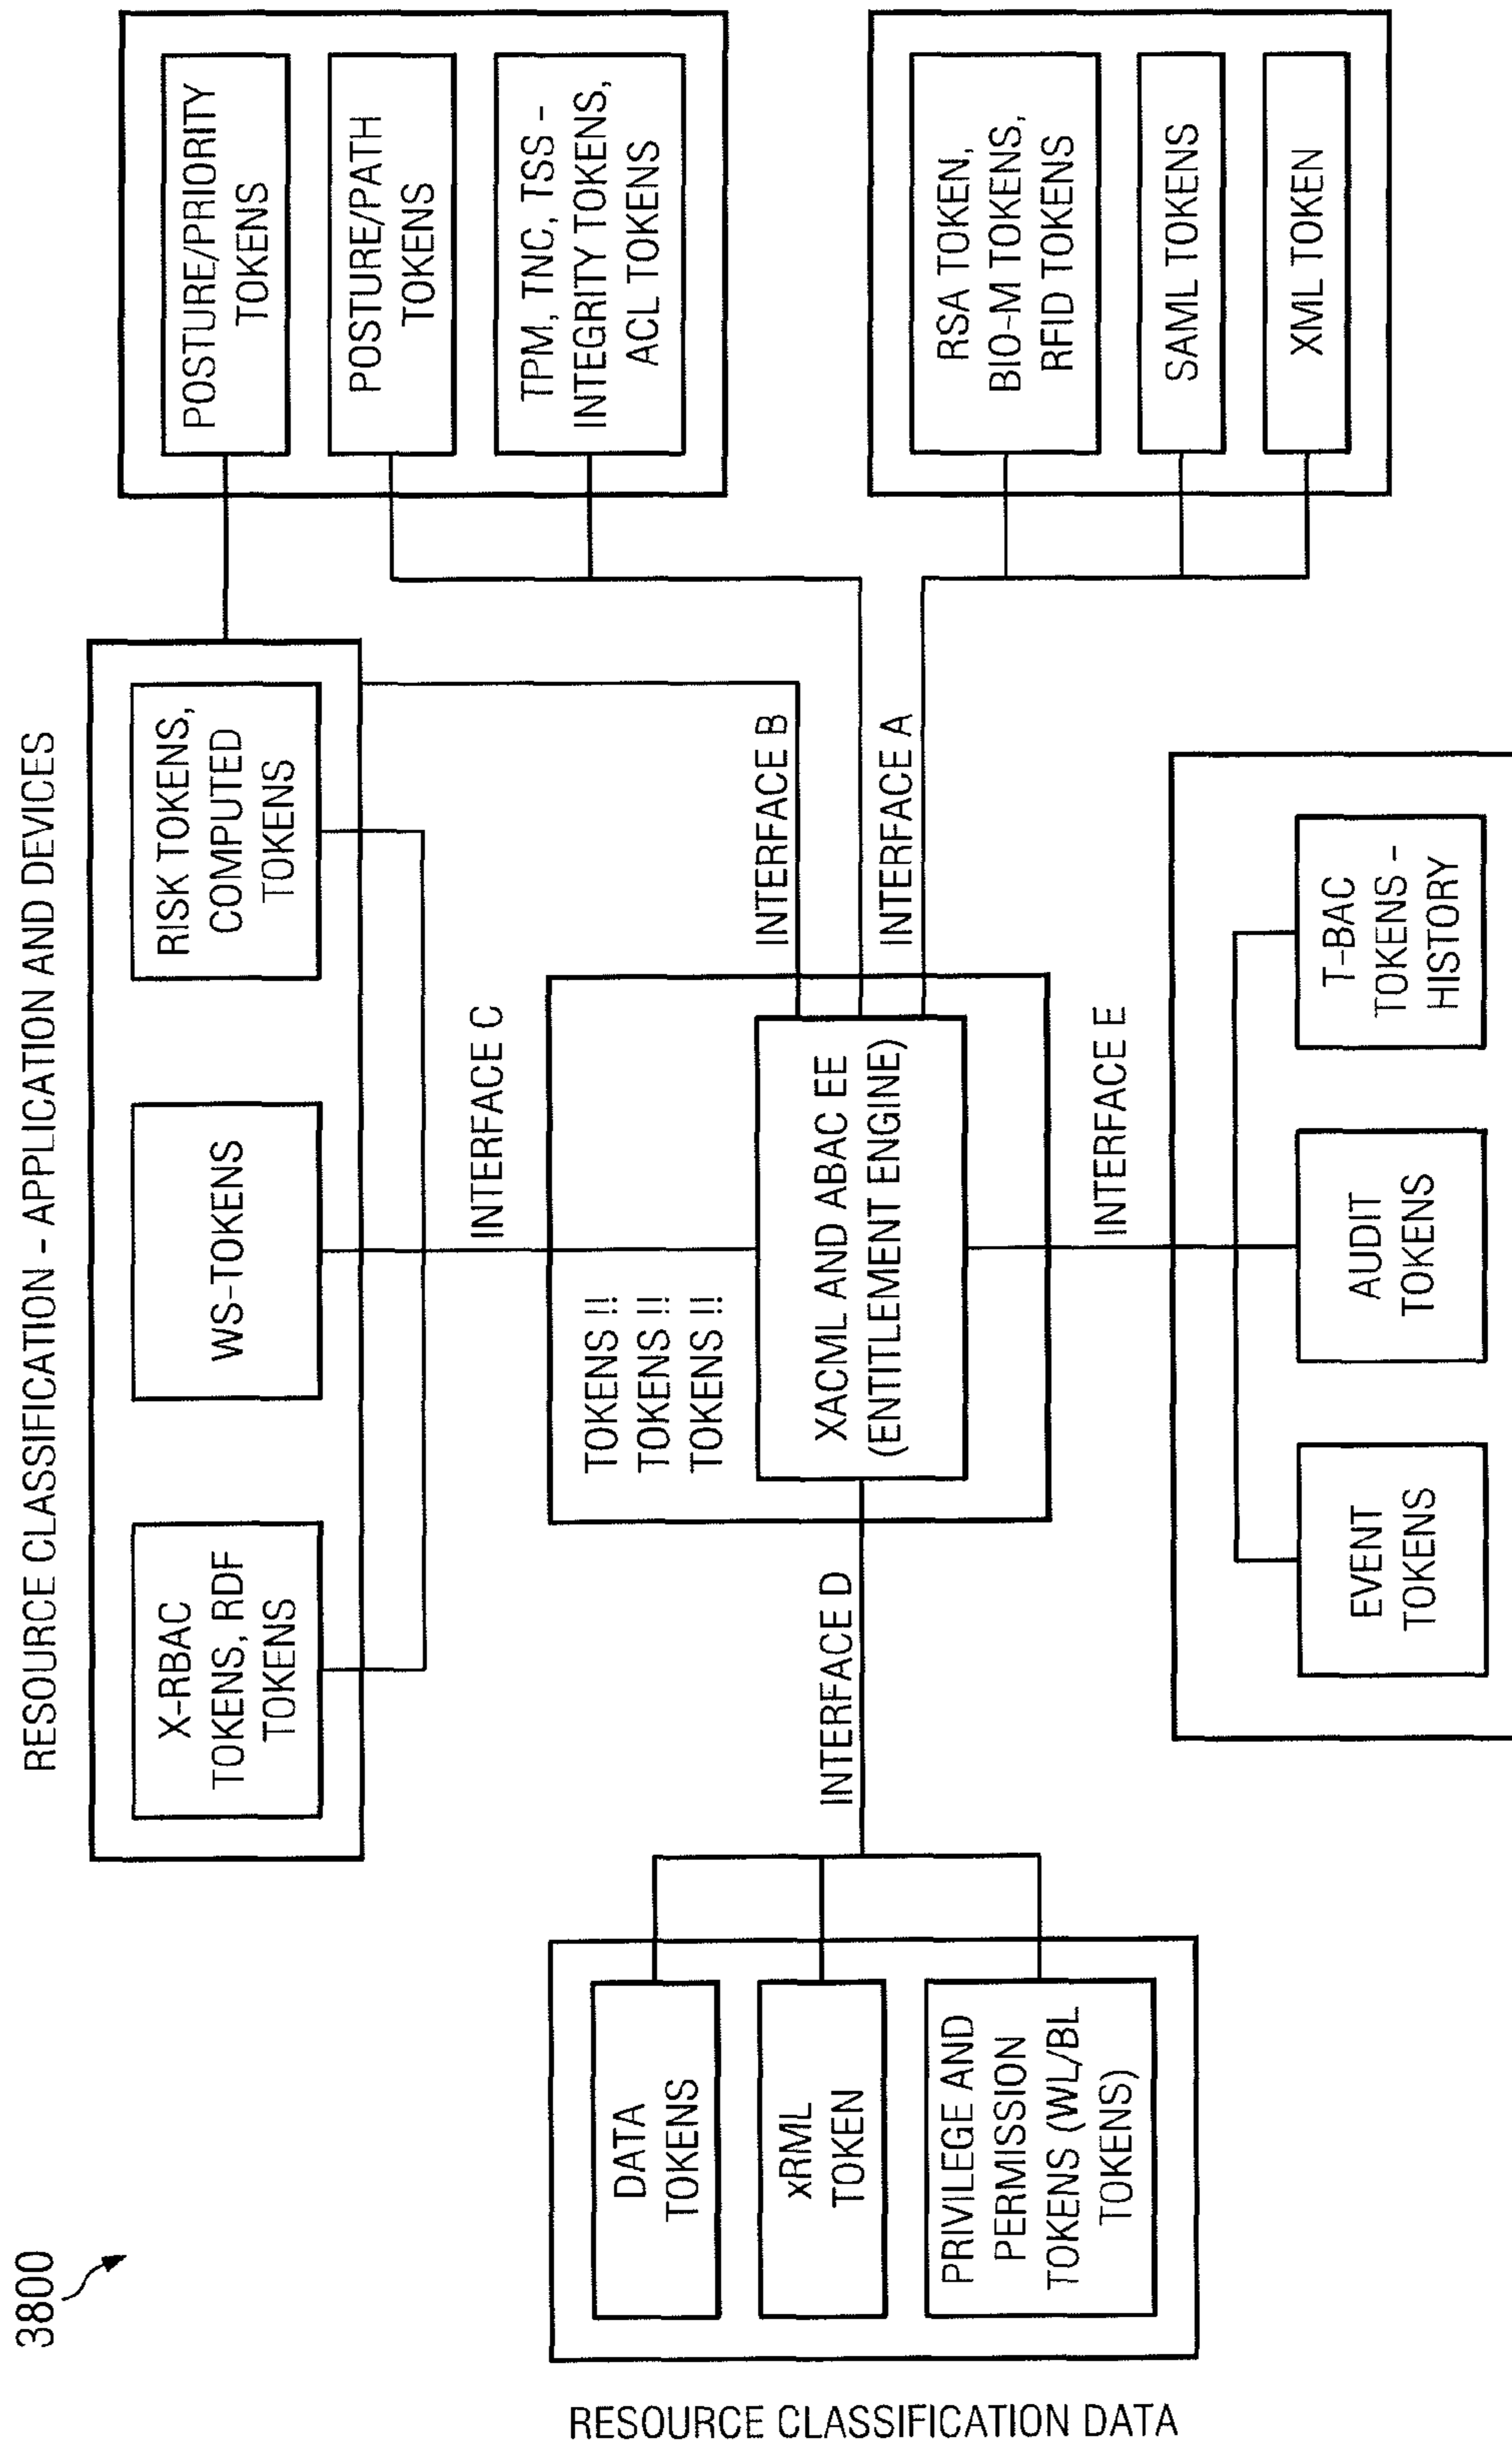 3800
RESOURCE CLASSIFICATION - APPLICATION AND DEVICES
X-RBAC
TOKENS, RDF
TOKENS
WS-TOKENS
RISK TOKENS,
COMPUTED
TOKENS
POSTURE/PRIORITY
TOKENS
POSTURE/PATH
TOKENS
TPM, TNC, TSS -
INTEGRITY TOKENS,
ACL TOKENS
INTERFACE C
INTERFACE B
INTERFACE A
RESOURCE CLASSIFICATION DATA
DATA
TOKENS
xRML
TOKEN
PRIVILEGE AND
PERMISSION
TOKENS (WL/BL
TOKENS)
INTERFACE D
TOKENS !!
TOKENS !!
TOKENS !!
XACML AND ABAC EE
(ENTITLEMENT ENGINE)
RSA TOKEN,
BIO-M TOKENS,
RFID TOKENS
SAML TOKENS
XML TOKEN
INTERFACE E
EVENT
TOKENS
AUDIT
TOKENS
T-BAC
TOKENS -
HISTORY